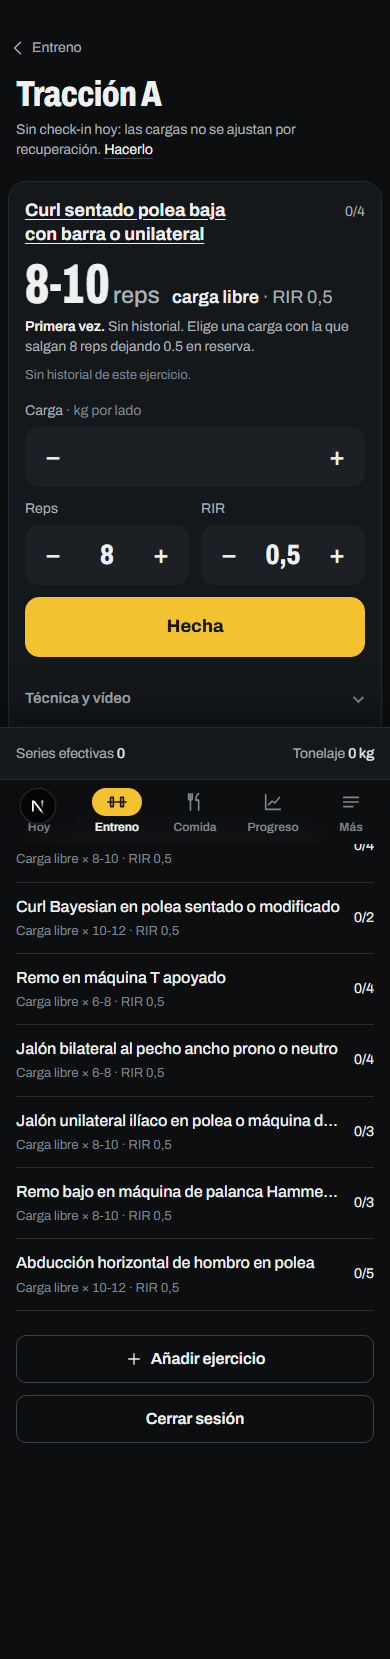 Entreno
Tracción A
Sin check-in hoy: las cargas no se ajustan por
recuperación. Hacerlo
Curl sentado polea baja
con barra o unilateral
0/4
8-10 reps carga libre · RIR 0,5
Primera vez. Sin historial. Elige una carga con la que
salgan 8 reps dejando 0.5 en reserva.
Sin historial de este ejercicio.
Carga · kg por lado
− +
Reps RIR
− 8 + − 0,5 +
Hecha
Técnica y vídeo
Series efectivas 0 Tonelaje 0 kg
N
Hoy Entreno Comida Progreso Más
0/4
Carga libre × 8-10 · RIR 0,5
Curl Bayesian en polea sentado o modificado
0/2
Carga libre × 10-12 · RIR 0,5
Remo en máquina T apoyado
0/4
Carga libre × 6-8 · RIR 0,5
Jalón bilateral al pecho ancho prono o neutro
0/4
Carga libre × 6-8 · RIR 0,5
Jalón unilateral ilíaco en polea o máquina d...
0/3
Carga libre × 8-10 · RIR 0,5
Remo bajo en máquina de palanca Hamme...
0/3
Carga libre × 8-10 · RIR 0,5
Abducción horizontal de hombro en polea
0/5
Carga libre × 10-12 · RIR 0,5
+ Añadir ejercicio
Cerrar sesión